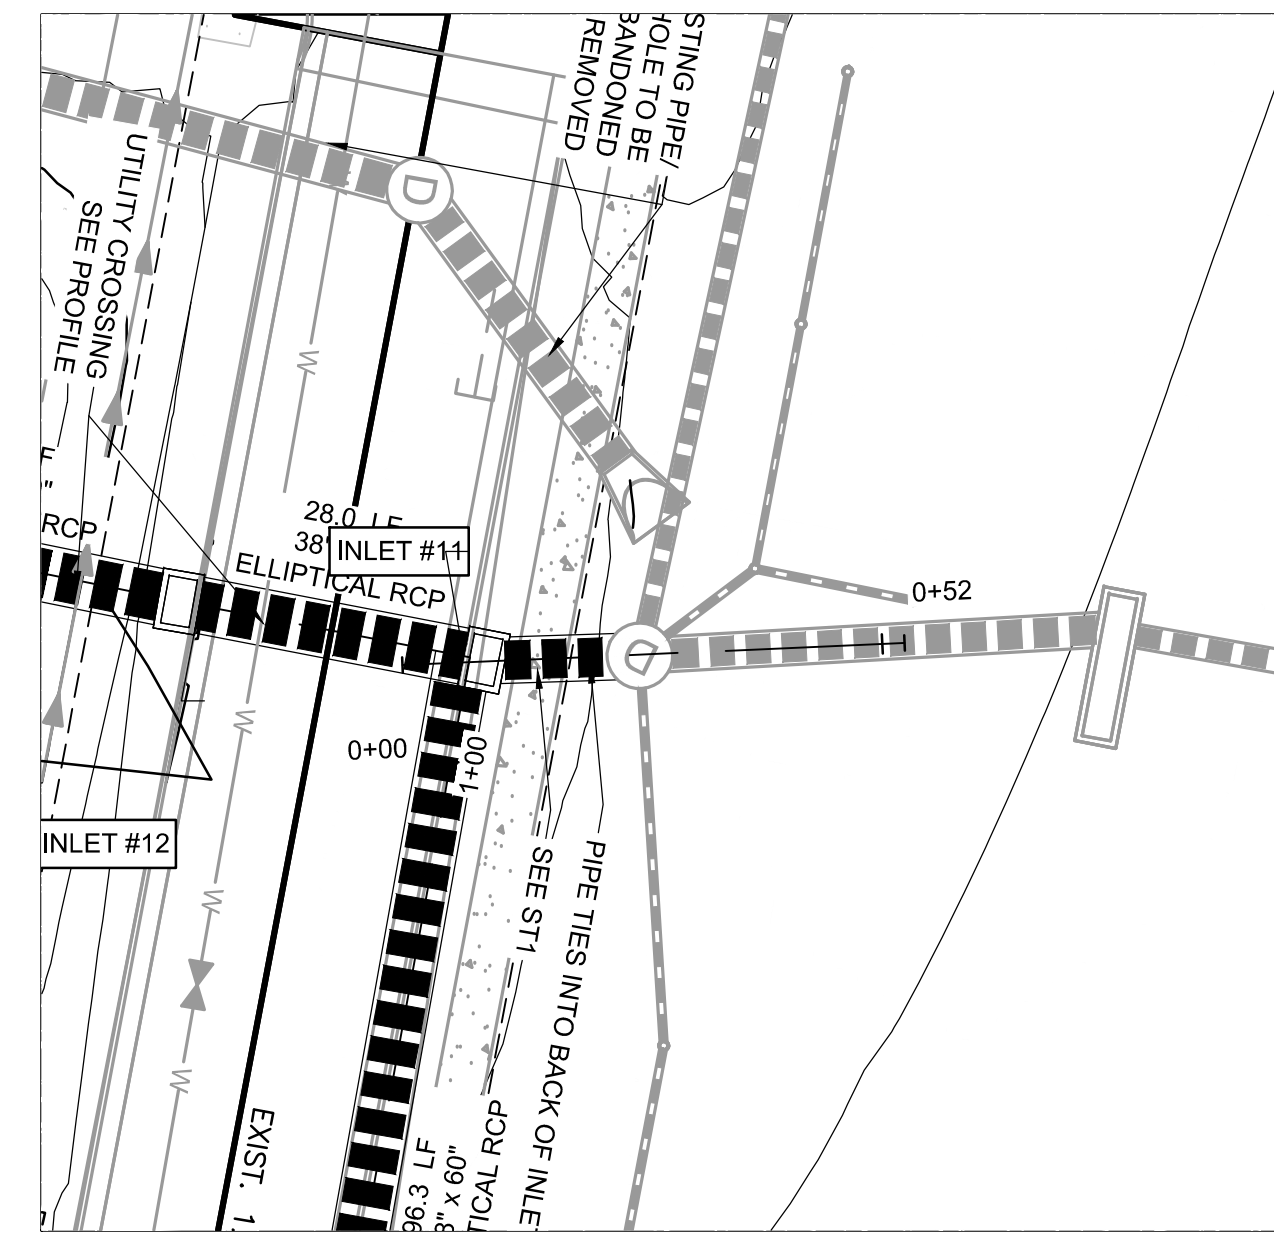 STING PIPE/
HOLE TO BE
BANDONED
REMOVED
D
UTILITY CROSSING
SEE PROFILE
W
F
"
RCP
28.0 LF
38"
ELLIPTICAL RCP
INLET #11
0+52
D
W
0+00
1+00
INLET #12
SEE ST1
PIPE TIES INTO BACK OF INLE
W
W
EXIST. 1
96.3 LF
8" x 60"
TICAL RCP